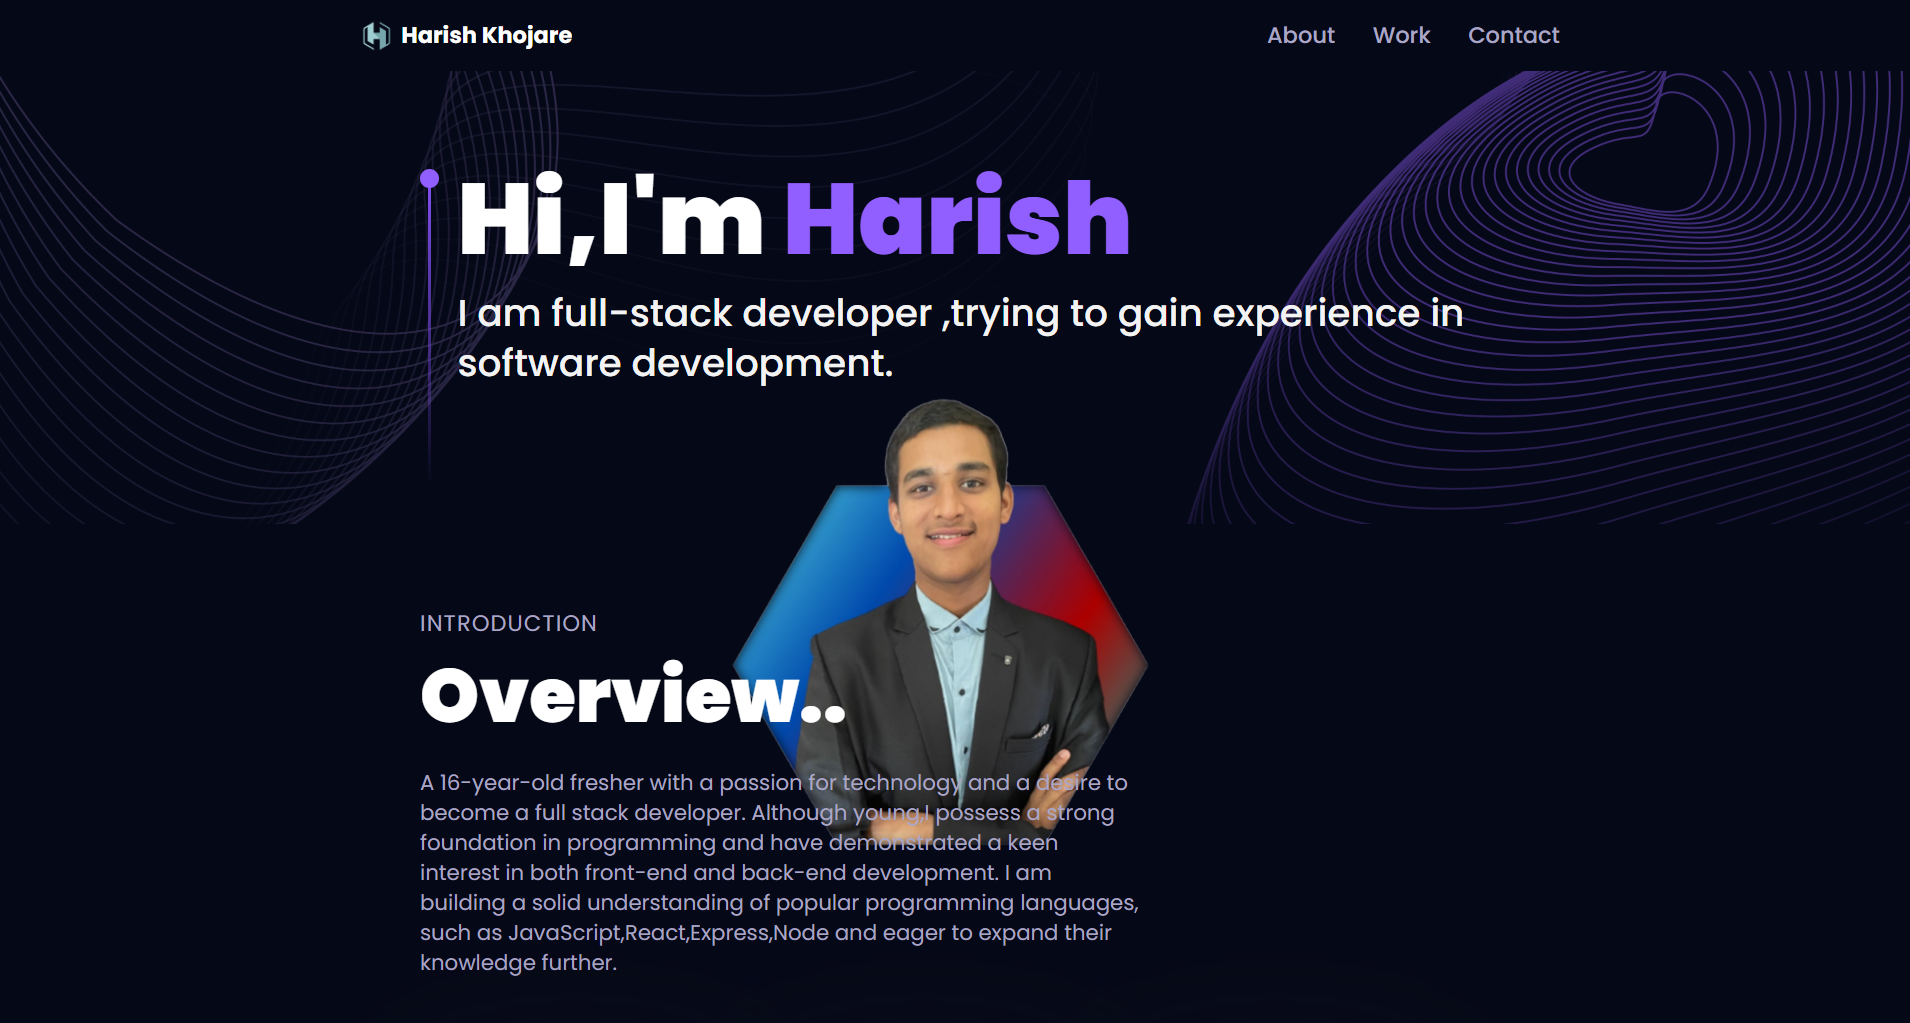 Harish Khojare
About Work Contact
Hi,I'm Harish
I am full-stack developer ,trying to gain experience in
software development.
INTRODUCTION
Overview..
A 16-year-old fresher with a passion for technology and a desire to
become a full stack developer. Although young,I possess a strong
foundation in programming and have demonstrated a keen
interest in both front-end and back-end development. I am
building a solid understanding of popular programming languages,
such as JavaScript,React,Express,Node and eager to expand their
knowledge further.